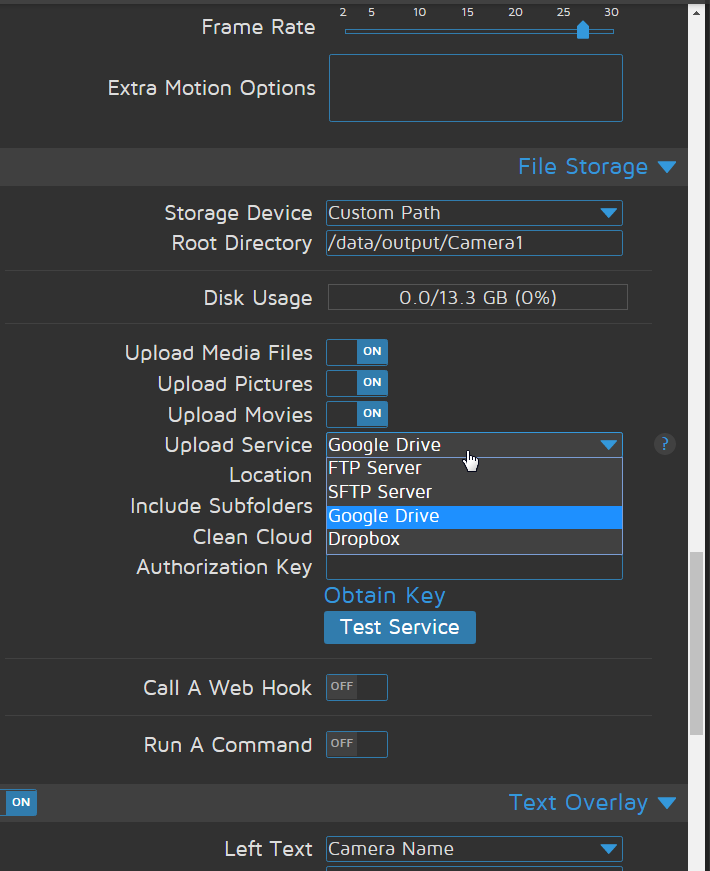 2 5 10 15 20 25 30
Frame Rate
Extra Motion Options
File Storage
Storage Device Custom Path
Root Directory /data/output/Camera1
Disk Usage 0.0/13.3 GB (0%)
Upload Media Files ON
Upload Pictures ON
Upload Movies ON
Upload Service Google Drive ?
FTP Server
Location
SFTP Server
Include Subfolders
Google Drive
Clean Cloud
Dropbox
Authorization Key
Obtain Key
Test Service
Call A Web Hook OFF
Run A Command OFF
ON Text Overlay
Left Text Camera Name